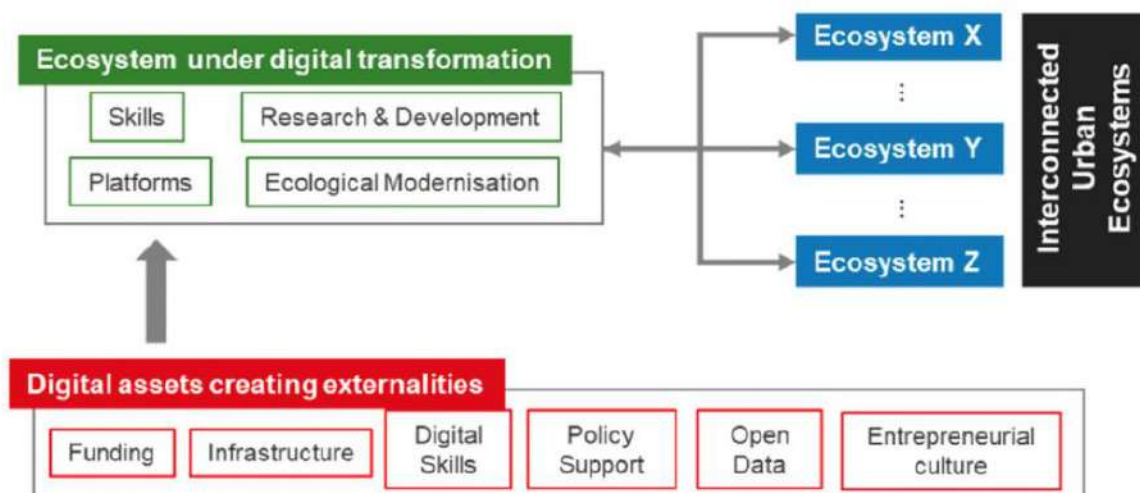 Ecosystem under digital transformation
Skills
Research & Development
Platforms
Ecological Modernisation
Ecosystem X
Ecosystem Y
Ecosystem Z
Interconnected
Urban
Ecosystems
Digital assets creating externalities
Funding
Infrastructure
Digital
Skills
Policy
Support
Open
Data
Entrepreneurial
culture